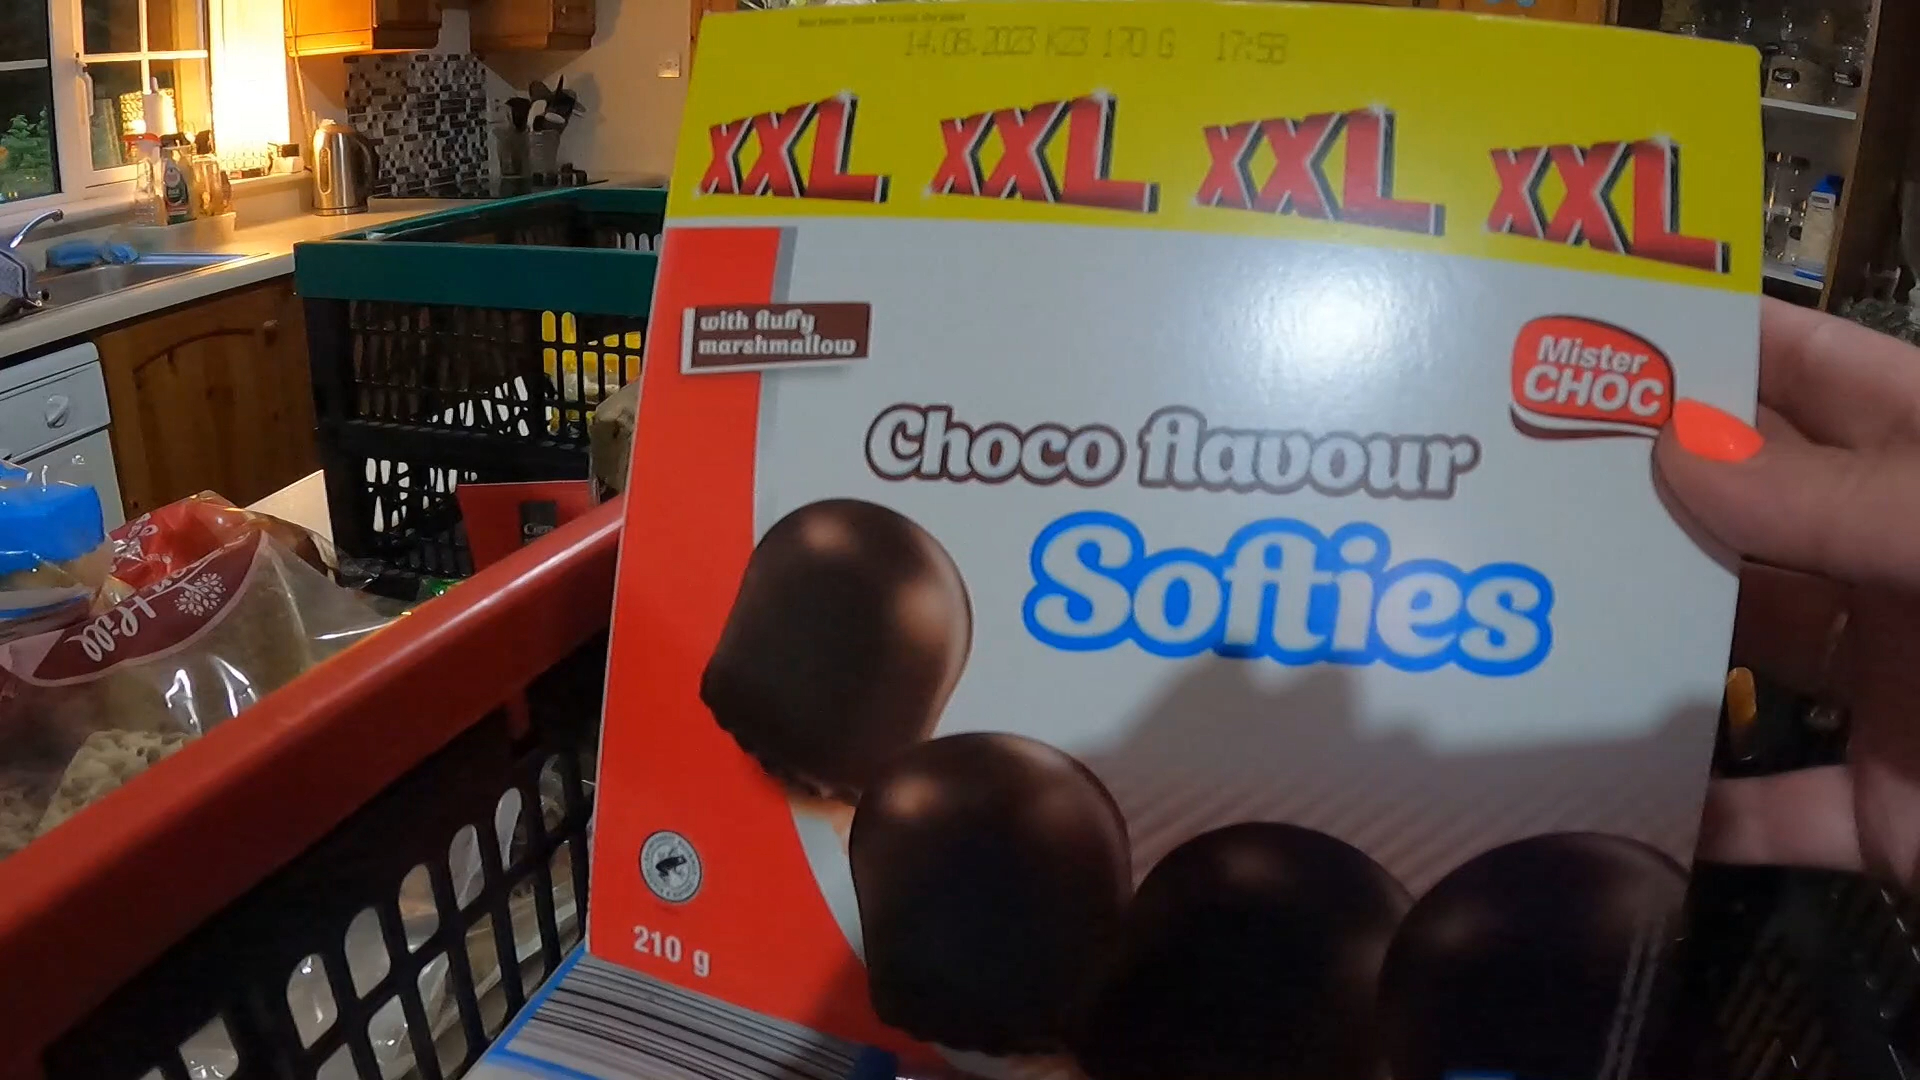 14.08.2023 K23 170 G 17:58
XXL XXL XXL XXL
with fluffy
marshmallow
Mister
CHOC
Choco flavour
Softies
210 g
Hill